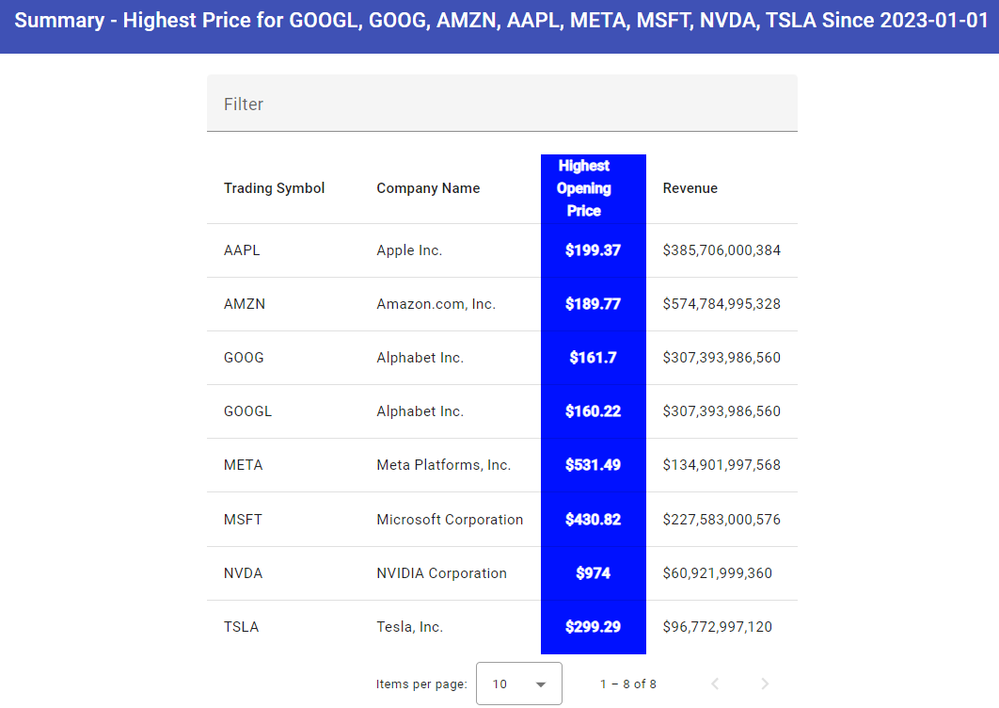 Summary - Highest Price for GOOGL, GOOG, AMZN, AAPL, META, MSFT, NVDA, TSLA Since 2023-01-01
Filter
Trading Symbol Company Name Highest Opening Price Revenue
AAPL Apple Inc. $199.37 $385,706,000,384
AMZN Amazon.com, Inc. $189.77 $574,784,995,328
GOOG Alphabet Inc. $161.7 $307,393,986,560
GOOGL Alphabet Inc. $160.22 $307,393,986,560
META Meta Platforms, Inc. $531.49 $134,901,997,568
MSFT Microsoft Corporation $430.82 $227,583,000,576
NVDA NVIDIA Corporation $974 $60,921,999,360
TSLA Tesla, Inc. $299.29 $96,772,997,120
Items per page: 10 1 – 8 of 8